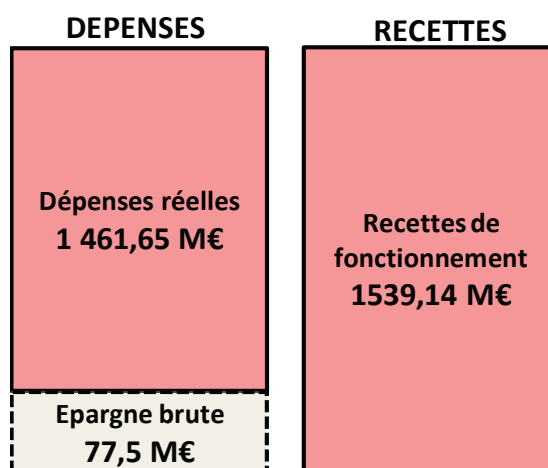 DEPENSES
Dépenses réelles
1 461,65 M€
Epargne brute
77,5 M€
RECETTES
Recettes de
fonctionnement
1539,14 M€